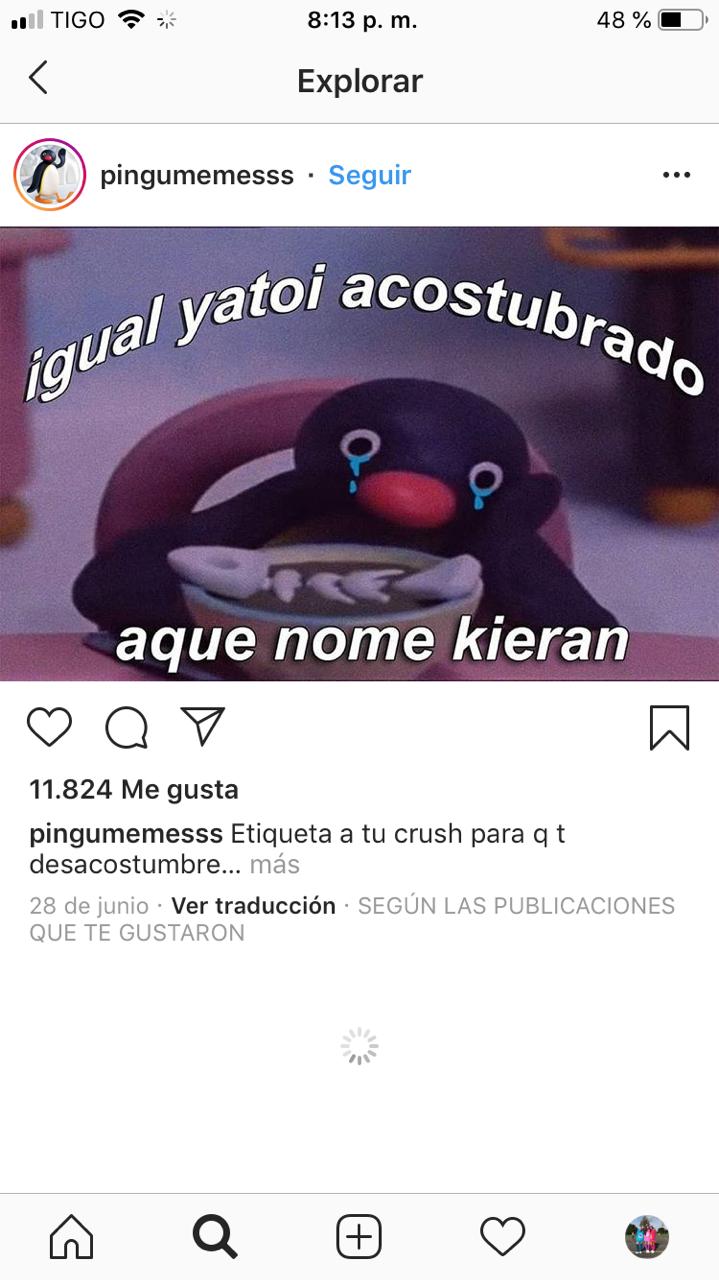 TIGO 8:13 p. m. 48 %
Explorar
pingumemesss · Seguir
igual yatoi acostubrado
aque nome kieran
11.824 Me gusta
pingumemesss Etiqueta a tu crush para q t
desacostumbre... más
28 de junio · Ver traducción · SEGÚN LAS PUBLICACIONES
QUE TE GUSTARON